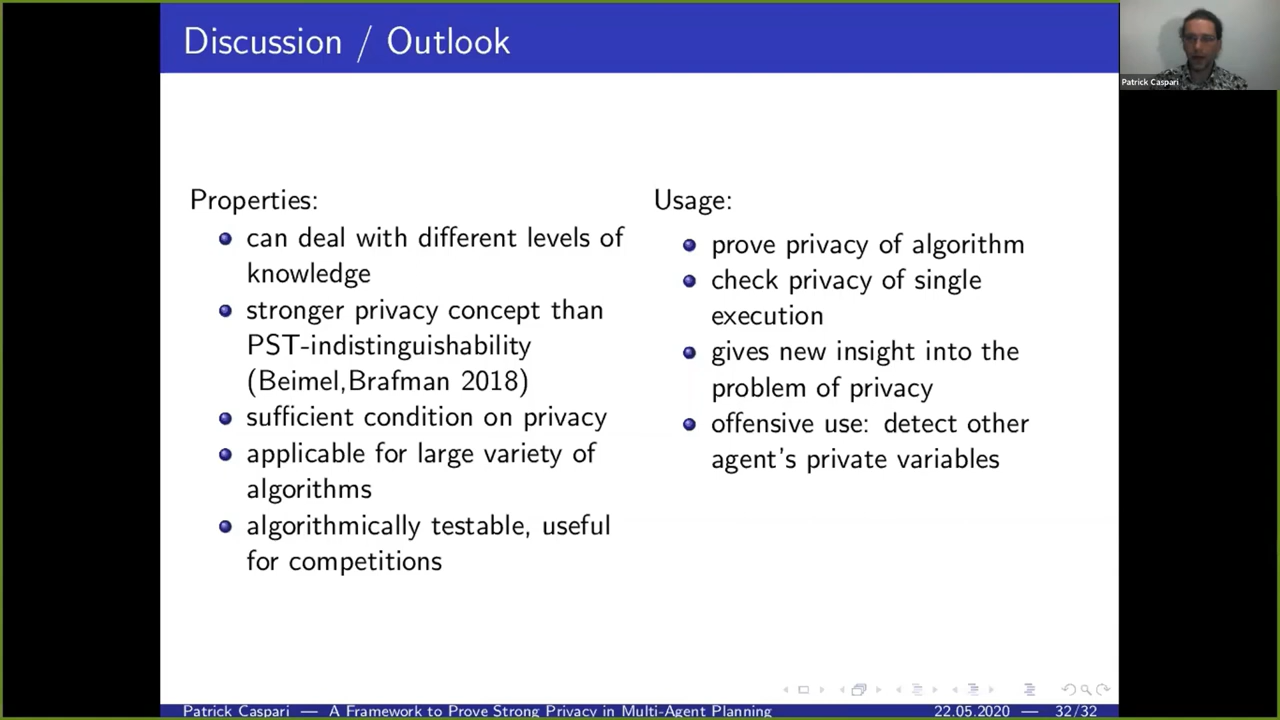 Discussion / Outlook
Patrick Caspari
Properties:
can deal with different levels of
knowledge
stronger privacy concept than
PST-indistinguishability
(Beimel,Brafman 2018)
sufficient condition on privacy
applicable for large variety of
algorithms
algorithmically testable, useful
for competitions
Usage:
prove privacy of algorithm
check privacy of single
execution
gives new insight into the
problem of privacy
offensive use: detect other
agent's private variables
Patrick Caspari — A Framework to Prove Strong Privacy in Multi-Agent Planning
22.05.2020 — 32/32